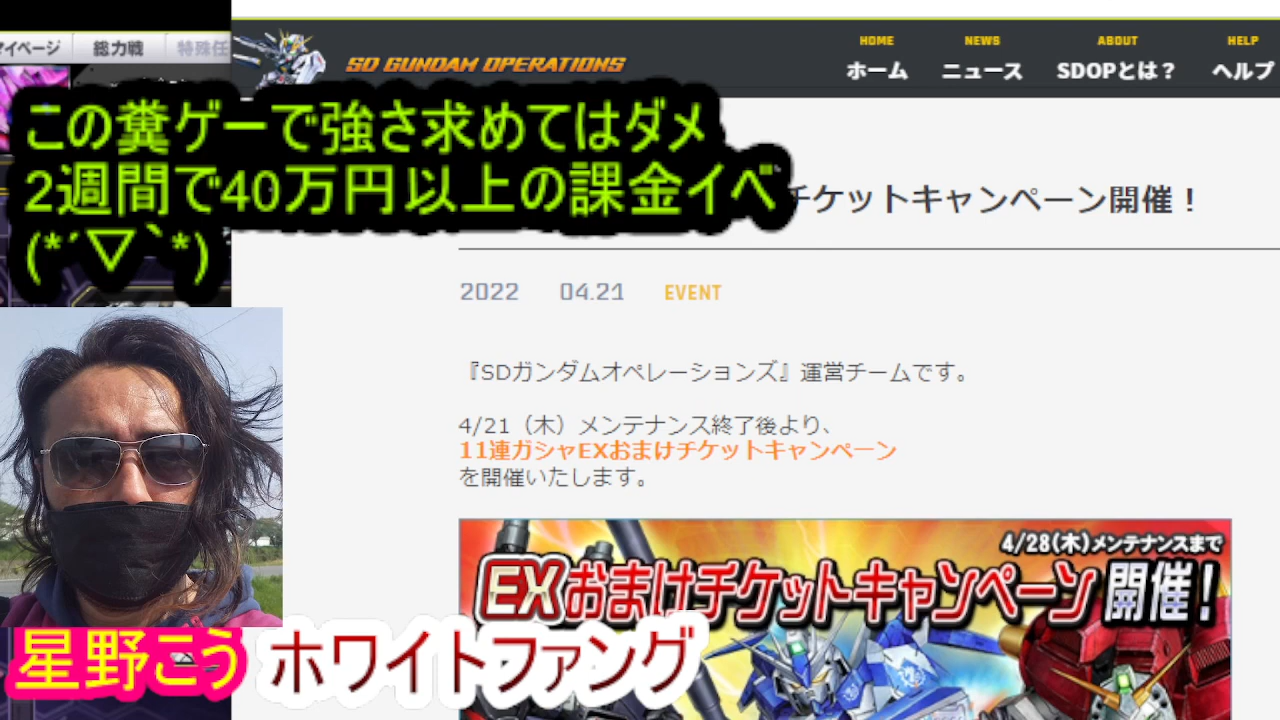 マイページ 総力戦 特殊任
SD GUNDAM OPERATIONS
HOME NEWS ABOUT HELP
ホーム ニュース SDOPとは？ ヘルプ
この糞ゲーで強さ求めてはダメ
2週間で40万円以上の課金イベ
(*´▽`*)
チケットキャンペーン開催！
2022 04.21 EVENT
『SDガンダムオペレーションズ』運営チームです。
4/21（木）メンテナンス終了後より、
11連ガシャEXおまけチケットキャンペーン
を開催いたします。
4/28(木)メンテナンスまで
EXおまけチケットキャンペーン開催!
星野こう ホワイトファング